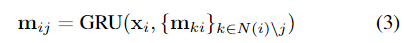 m_{ij} = GRU(x_i, {m_{ki}}_{k∈N(i)\j}) (3)